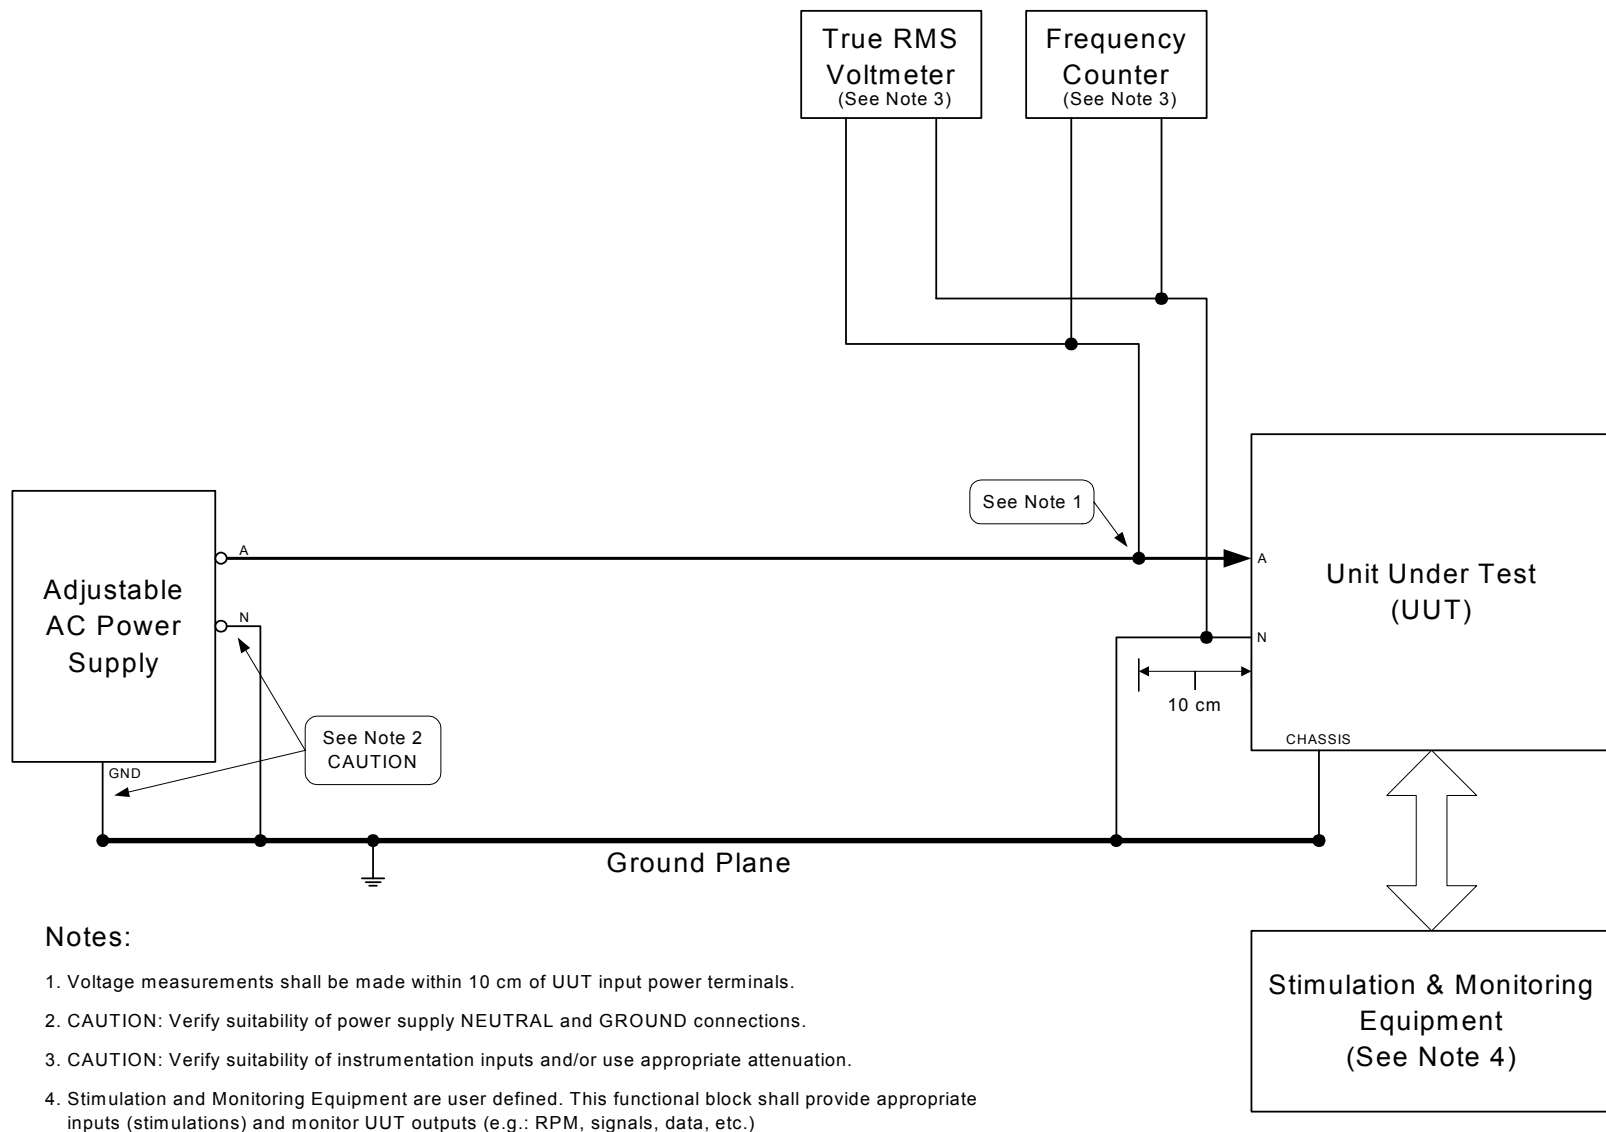 True RMS
Voltmeter
(See Note 3)
Frequency
Counter
(See Note 3)
See Note 1
A
A
Adjustable
AC Power
Supply
Unit Under Test
(UUT)
N
N
10 cm
See Note 2
CAUTION
CHASSIS
GND
Ground Plane
Notes:
1. Voltage measurements shall be made within 10 cm of UUT input power terminals.
2. CAUTION: Verify suitability of power supply NEUTRAL and GROUND connections.
3. CAUTION: Verify suitability of instrumentation inputs and/or use appropriate attenuation.
4. Stimulation and Monitoring Equipment are user defined. This functional block shall provide appropriate
inputs (stimulations) and monitor UUT outputs (e.g.: RPM, signals, data, etc.)
Stimulation & Monitoring
Equipment
(See Note 4)